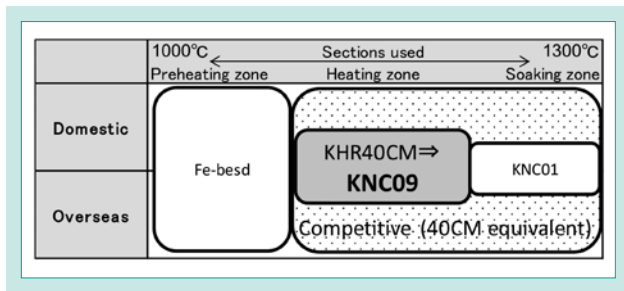 1000℃ Sections used 1300℃
Preheating zone Heating zone Soaking zone
Domestic
Overseas
Fe-besd
KHR40CM⇒
KNC09
KNC01
Competitive (40CM equivalent)